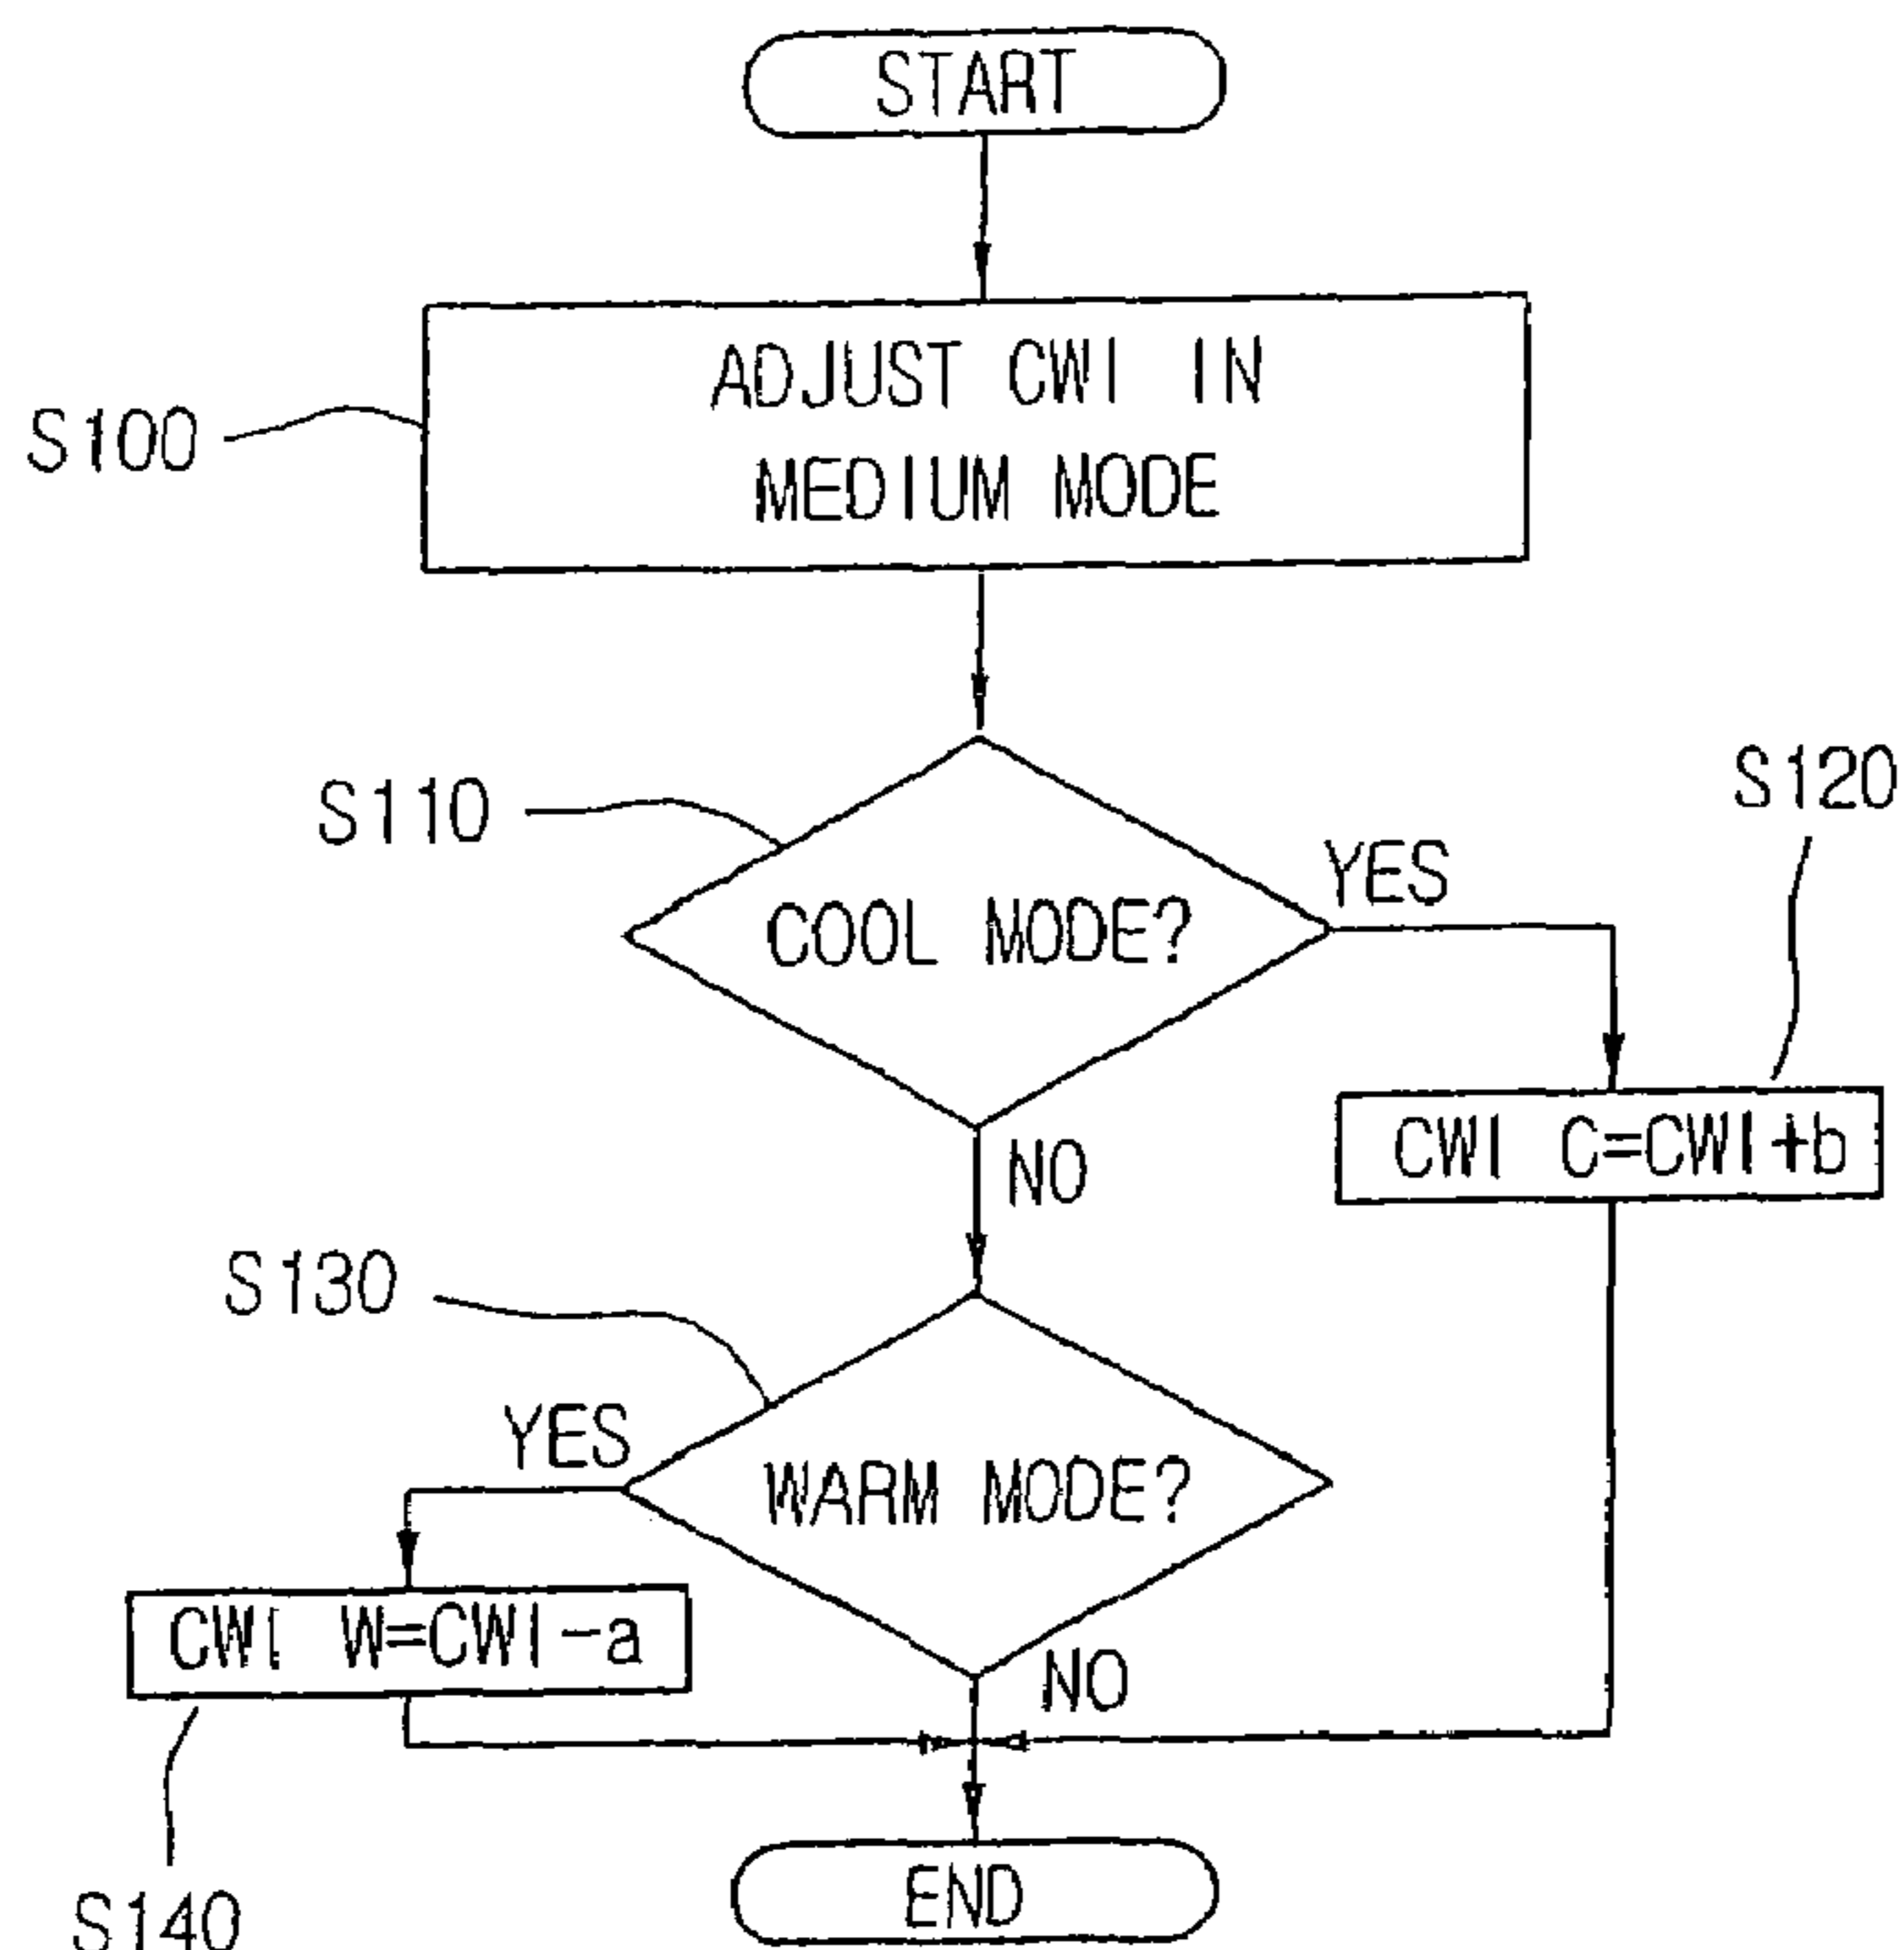 START
ADJUST CWI IN
MEDIUM MODE
S100
S110
COOL MODE?
YES
S120
CWI C=CWI+b
NO
S130
YES
WARM MODE?
CWI W=CWI-a
NO
S140
END